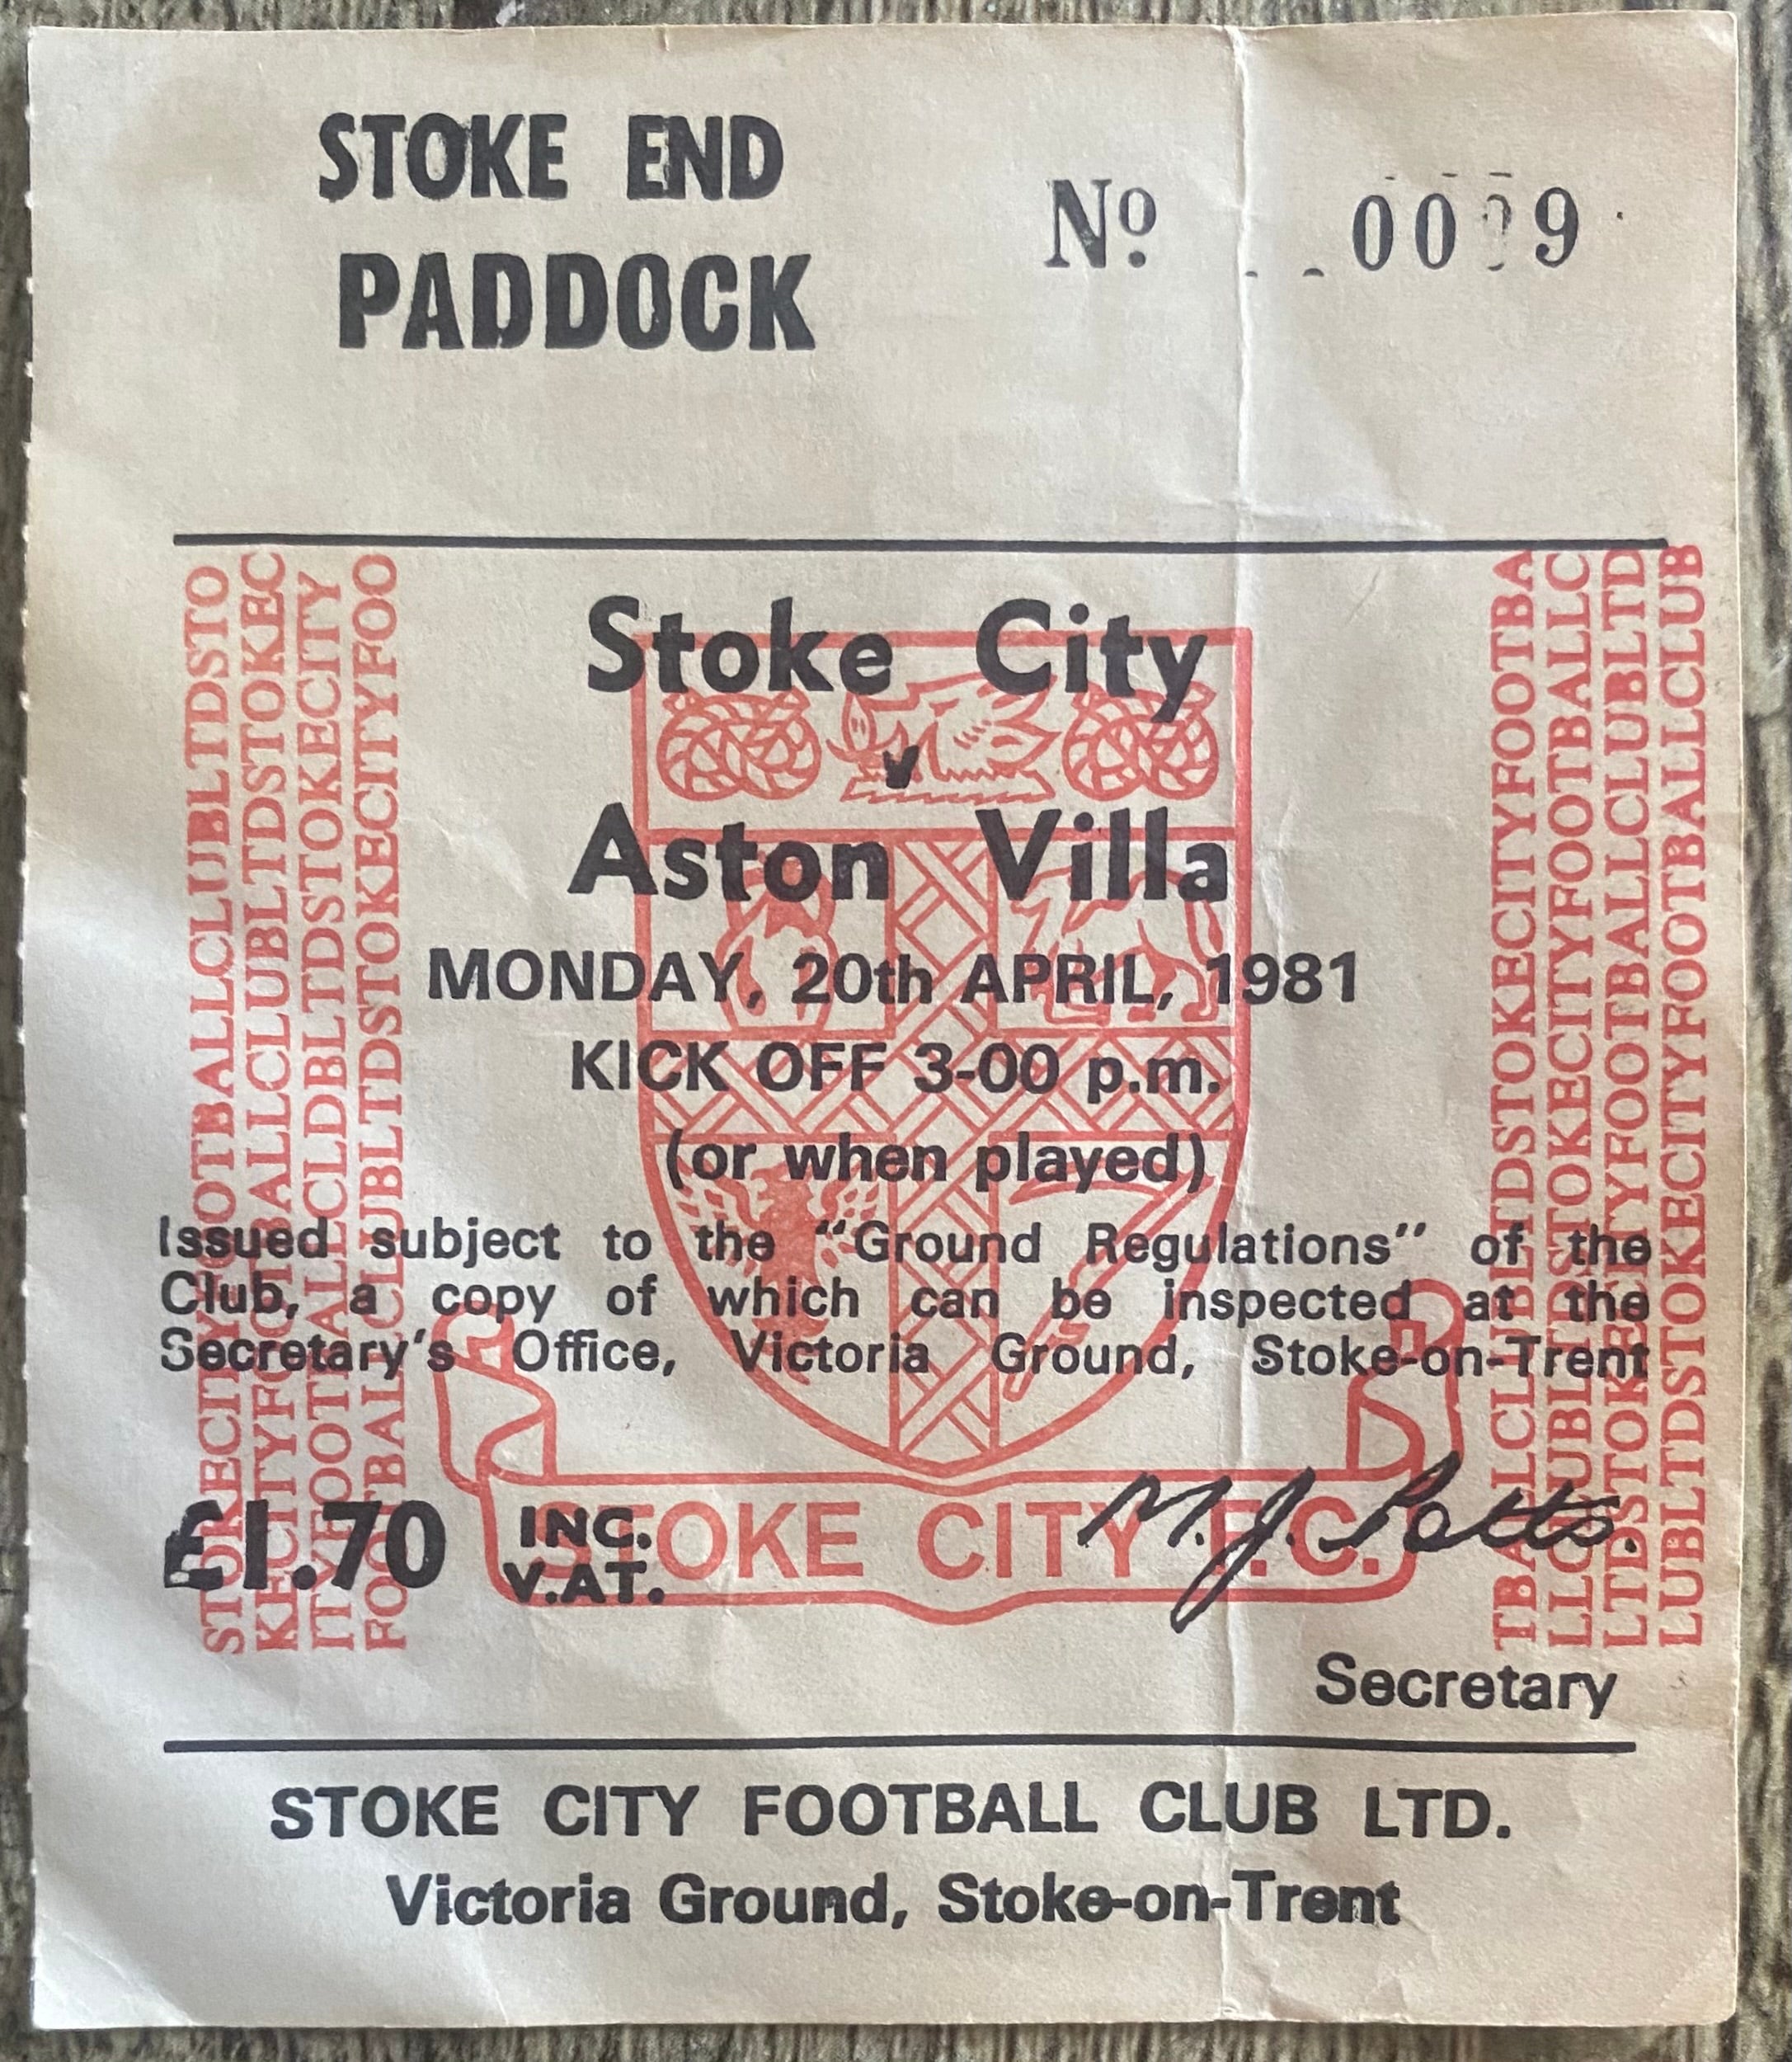 STOKE END
PADDOCK
Nº
Stoke City
v
Aston Villa
MONDAY, 20th APRIL, 1981
KICK OFF 3-00 p.m.
(or when played)
Issued subject to the "Ground Regulations" of the
Club, a copy of which can be inspected at the
Secretary's Office, Victoria Ground, Stoke-on-Trent
£1.70 INC.
V.AT.
STOKE CITY F.C.
M. J. Potts.
Secretary
STOKE CITY FOOTBALL CLUB LTD.
Victoria Ground, Stoke-on-Trent